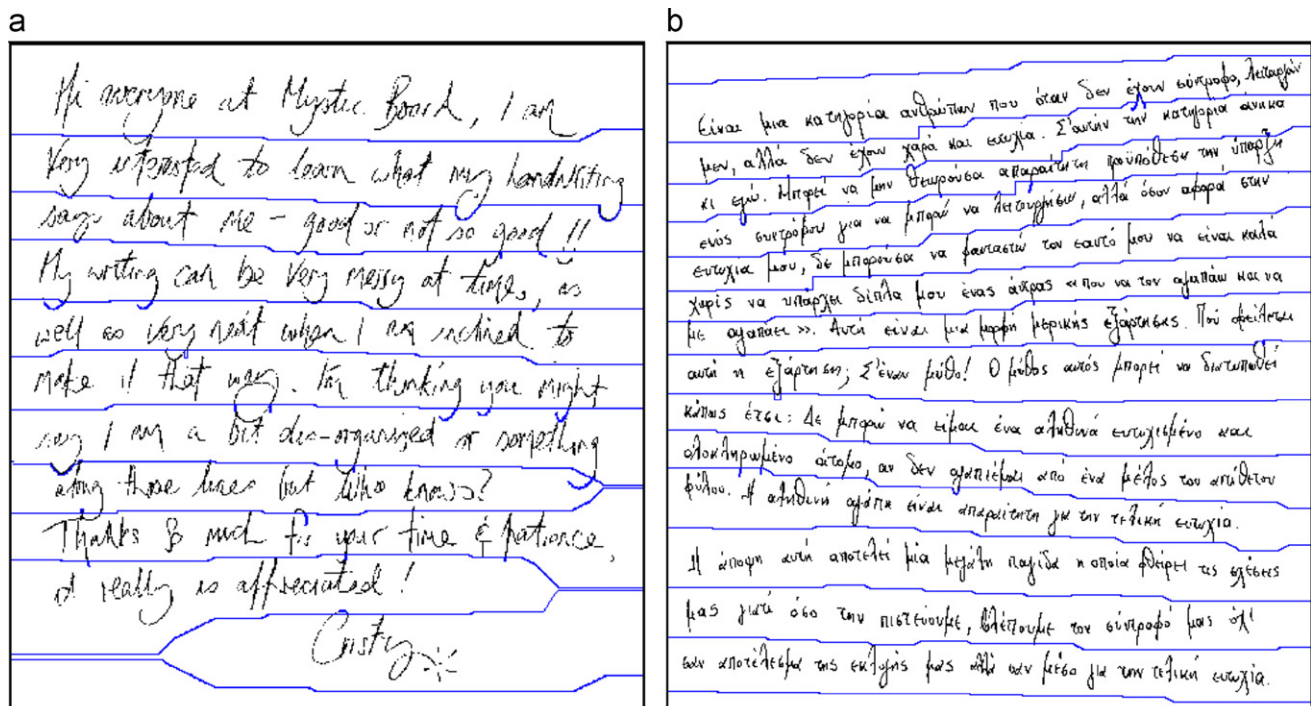 a
Hi everyone at Mystic Board, I am
Very interested to learn what my handwriting
says about me - good or not so good!!
My writing can be very messy at times, as
well as very neat when I am inclined to
make it that way. I'm thinking you might
say I am a bit dis-organized or something
along those lines but who knows?
Thanks so much for your time & patience,
it really is appreciated!
Cristy
b
Είναι μια κατηγορία ανθρώπων που όταν δεν έχουν σύντροφο, λειτουργούν
μεν, αλλά δεν έχουν χαρά και ευτυχία. Σ'αυτήν την κατηγορία άνηκα
κι εγώ. Μπορεί να μην θεωρούσα απαραίτητη προϋπόθεση την ύπαρξη
ενός συντρόφου για να μπορώ να λειτουργήσω, αλλά όσον αφορά στην
ευτυχία μου, δε μπορούσα να φανταστώ τον εαυτό μου να είναι καλά
χωρίς να υπάρχει δίπλα μου ένας άντρας «που να τον αγαπάω και να
με αγαπάει». Αυτή είναι μια μορφή μερικής εξάρτησης. Πού οφείλεται
αυτή η εξάρτηση; Σ'έναν μύθο! Ο μύθος αυτός μπορεί να διατυπωθεί
κάπως έτσι: Δε μπορώ να είμαι ένα αληθινά ευτυχισμένο και
ολοκληρωμένο άτομο, αν δεν αγαπιέμαι από ένα μέλος του αντίθετου
φύλου. Η αληθινή αγάπη είναι απαραίτητη για την τελική ευτυχία.
Η άποψη αυτή αποτελεί μία μεγάλη παγίδα η οποία φθείρει τις σχέσεις
μας γιατί όσο την πιστεύουμε, βλέπουμε τον σύντροφό μας όχι
σαν αποτέλεσμα της εκλογής μας αλλά σαν μέσο για την τελική ευτυχία.